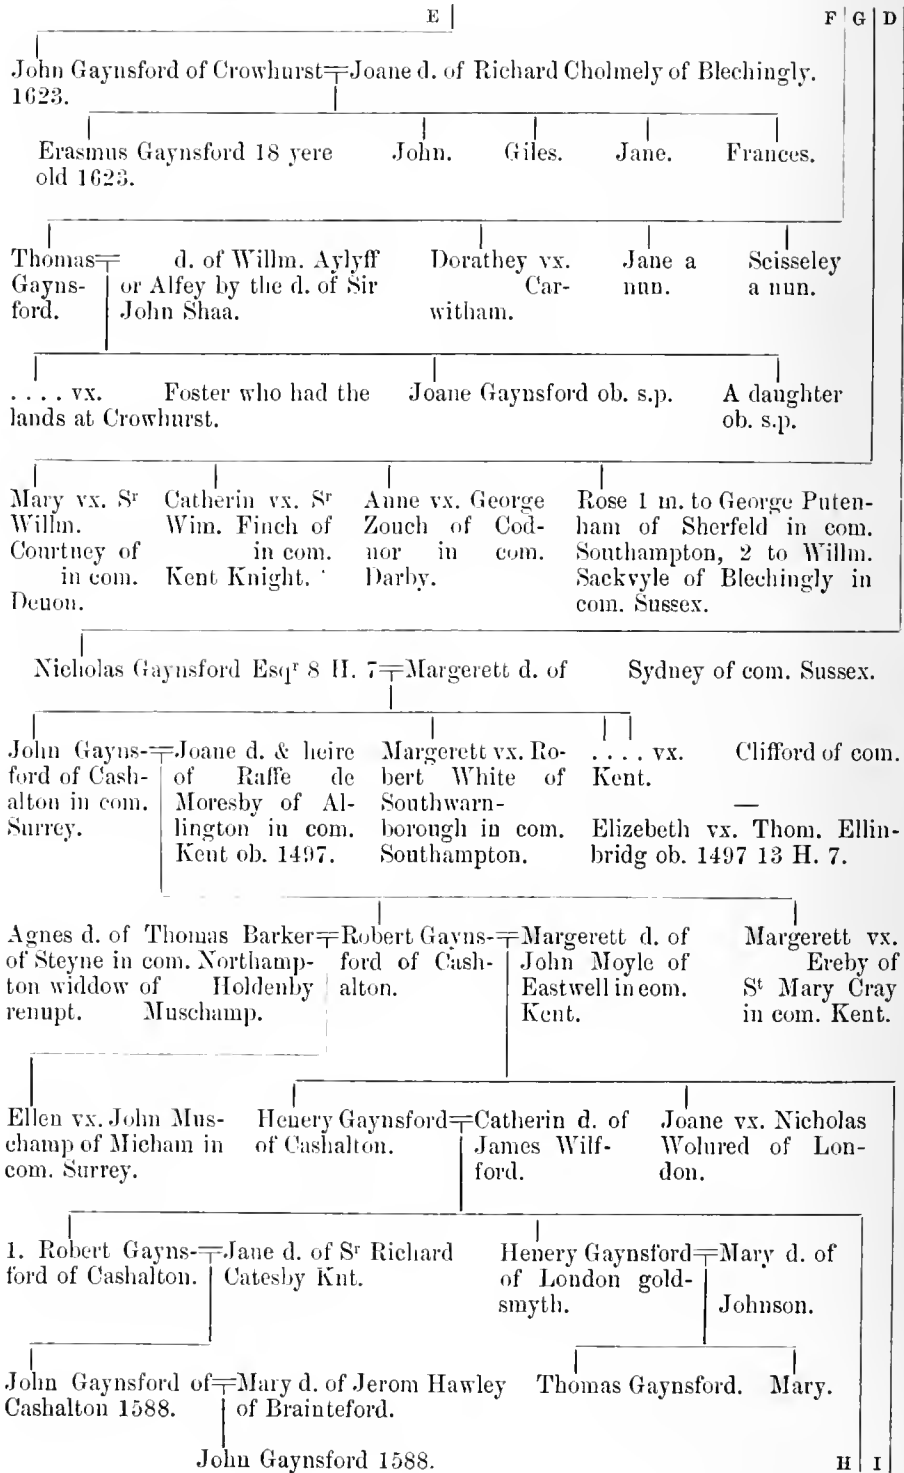 E F G D
John Gaynsford of Crowhurst=Joane d. of Richard Cholmely of Blechingly.
1623.
Erasmus Gaynsford 18 yere
old 1623.
John.
Giles.
Jane.
Frances.
Thomas=
Gayns-
ford.
d. of Willm. Aylyff
or Alfey by the d. of Sir
John Shaa.
Dorathey vx.
Car-
witham.
Jane a
nun.
Scisseley
a nun.
. . . . vx. Foster who had the
lands at Crowhurst.
Joane Gaynsford ob. s.p.
A daughter
ob. s.p.
Mary vx. Sr
Willm.
Courtney of
in com.
Deuon.
Catherin vx. Sr
Wim. Finch of
in com.
Kent Knight.
Anne vx. George
Zouch of Cod-
nor in com.
Darby.
Rose 1 m. to George Puten-
ham of Sherfeld in com.
Southampton, 2 to Willm.
Sackvyle of Blechingly in
com. Sussex.
Nicholas Gaynsford Esqr 8 H. 7=Margerett d. of Sydney of com. Sussex.
John Gayns-
ford of Cash-
alton in com.
Surrey.
=Joane d. & heire
of Raffe de
Moresby of Al-
lington in com.
Kent ob. 1497.
Margerett vx. Ro-
bert White of
Southwarn-
borough in com.
Southampton.
. . . . vx. Clifford of com.
Kent.
—
Elizebeth vx. Thom. Ellin-
bridg ob. 1497 13 H. 7.
Agnes d. of Thomas Barker=
of Steyne in com. Northamp-
ton widdow of Holdenby
renupt. Muschamp.
Robert Gayns-
ford of Cash-
alton.
=Margerett d. of
John Moyle of
Eastwell in com.
Kent.
Margerett vx.
Ereby of
St Mary Cray
in com. Kent.
Ellen vx. John Mus-
champ of Micham in
com. Surrey.
Henery Gaynsford
of Cashalton.
=Catherin d. of
James Wilf-
ford.
Joane vx. Nicholas
Wolured of Lon-
don.
1. Robert Gayns-
ford of Cashalton.
=Jane d. of Sr Richard
Catesby Knt.
Henery Gaynsford
of London gold-
smyth.
=Mary d. of
Johnson.
John Gaynsford of
Cashalton 1588.
=Mary d. of Jerom Hawley
of Brainteford.
Thomas Gaynsford.
Mary.
John Gaynsford 1588.
H I